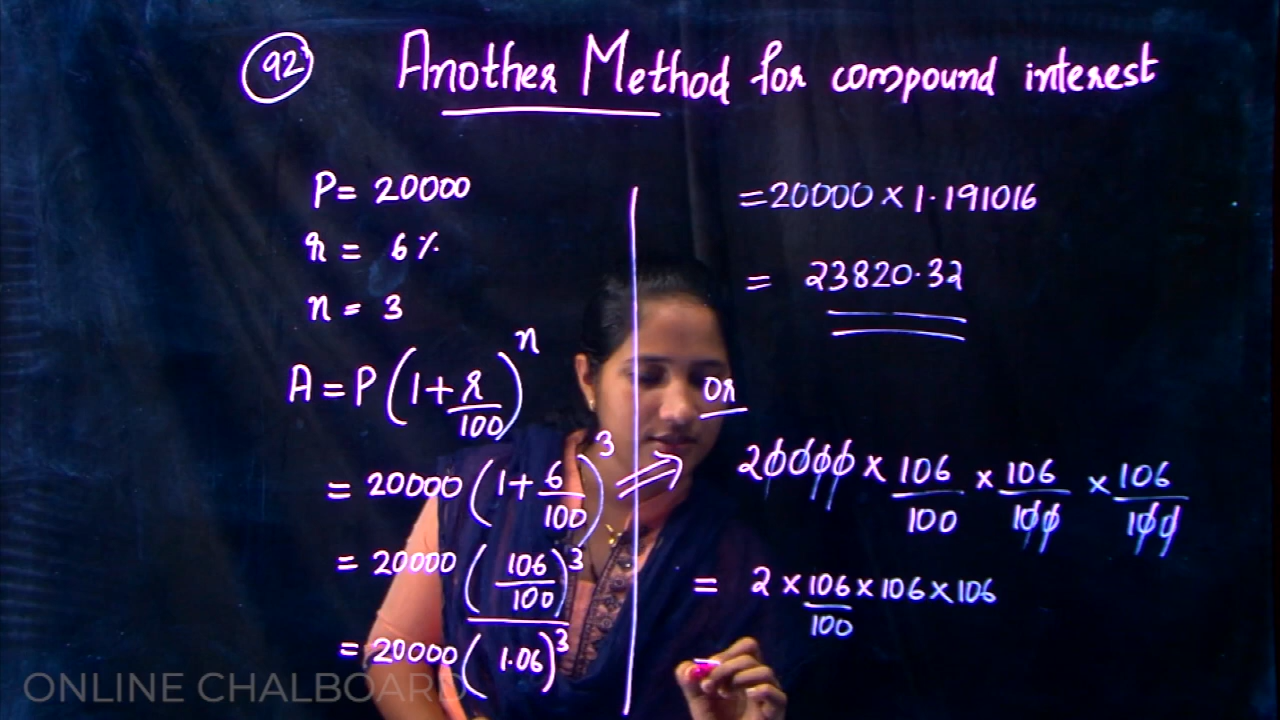 92 Another Method for compound interest
P = 20000
r = 6%
n = 3
A = P(1+r/100)^n
= 20000(1+6/100)^3 ⇒
= 20000(106/100)^3
= 20000(1.06)^3
= 20000 × 1.191016
= 23820.32
Or
20000 × 106/100 × 106/100 × 106/100
= 2 × 106/100 × 106 × 106
ONLINE CHALBOARD